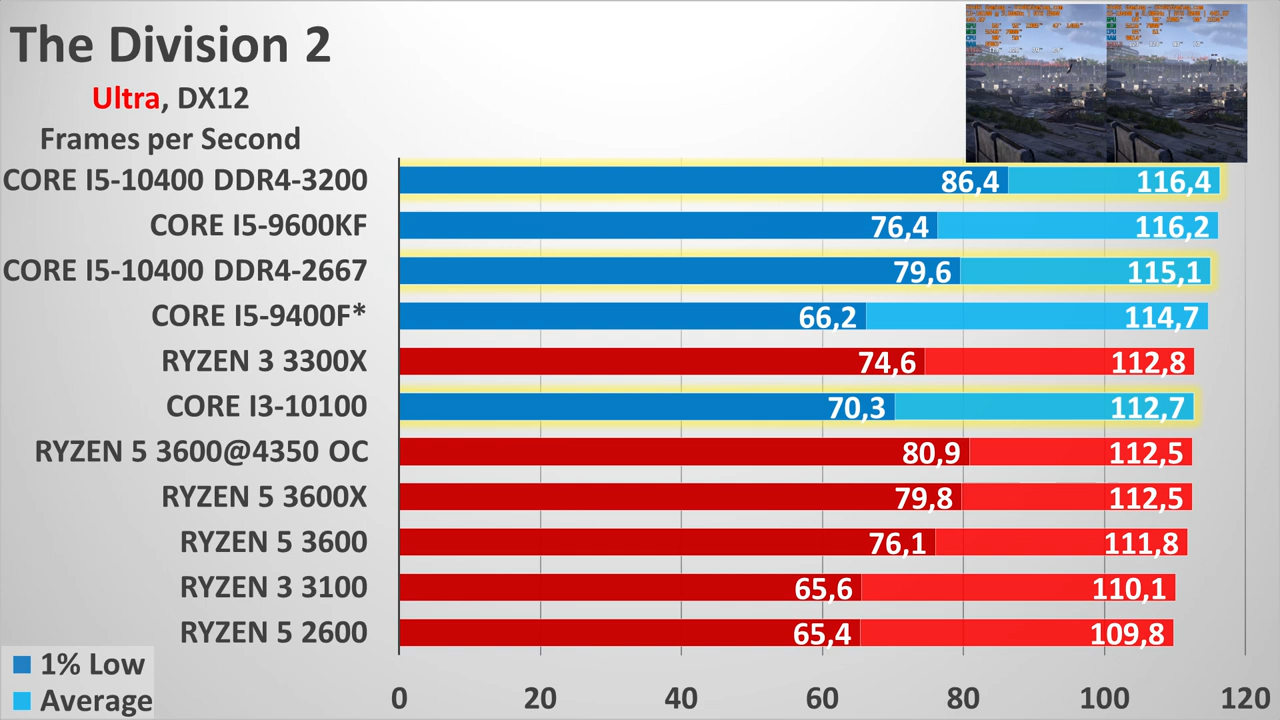 The Division 2
Ultra, DX12
Frames per Second
CORE I5-10400 DDR4-3200 86,4 116,4
CORE I5-9600KF 76,4 116,2
CORE I5-10400 DDR4-2667 79,6 115,1
CORE I5-9400F* 66,2 114,7
RYZEN 3 3300X 74,6 112,8
CORE I3-10100 70,3 112,7
RYZEN 5 3600@4350 OC 80,9 112,5
RYZEN 5 3600X 79,8 112,5
RYZEN 5 3600 76,1 111,8
RYZEN 3 3100 65,6 110,1
RYZEN 5 2600 65,4 109,8
1% Low
Average
0 20 40 60 80 100 120